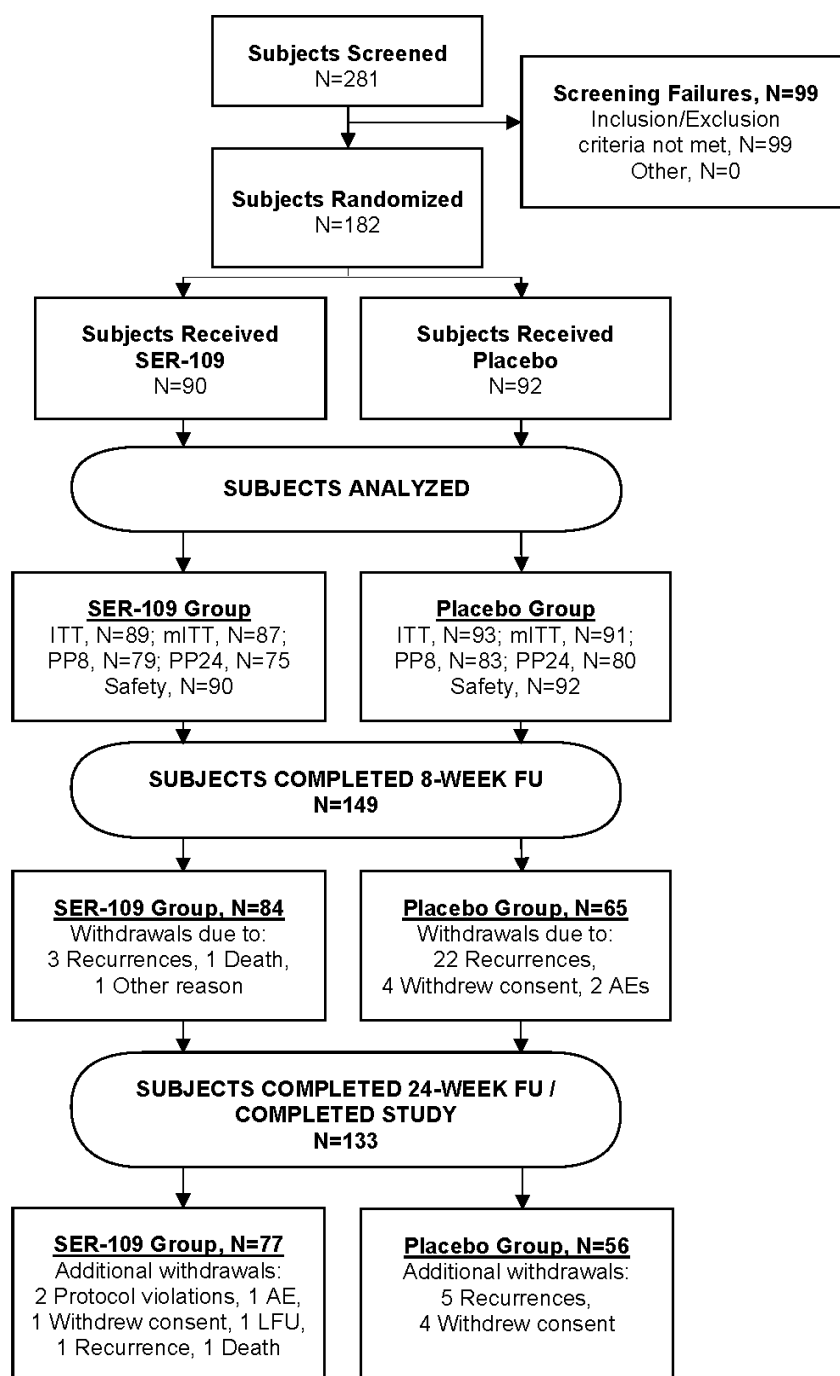 Subjects Screened
N=281
Screening Failures, N=99
Inclusion/Exclusion
criteria not met, N=99
Other, N=0
Subjects Randomized
N=182
Subjects Received
SER-109
N=90
Subjects Received
Placebo
N=92
SUBJECTS ANALYZED
SER-109 Group
ITT, N=89; mITT, N=87;
PP8, N=79; PP24, N=75
Safety, N=90
Placebo Group
ITT, N=93; mITT, N=91;
PP8, N=83; PP24, N=80
Safety, N=92
SUBJECTS COMPLETED 8-WEEK FU
N=149
SER-109 Group, N=84
Withdrawals due to:
3 Recurrences, 1 Death,
1 Other reason
Placebo Group, N=65
Withdrawals due to:
22 Recurrences,
4 Withdrew consent, 2 AEs
SUBJECTS COMPLETED 24-WEEK FU /
COMPLETED STUDY
N=133
SER-109 Group, N=77
Additional withdrawals:
2 Protocol violations, 1 AE,
1 Withdrew consent, 1 LFU,
1 Recurrence, 1 Death
Placebo Group, N=56
Additional withdrawals:
5 Recurrences,
4 Withdrew consent